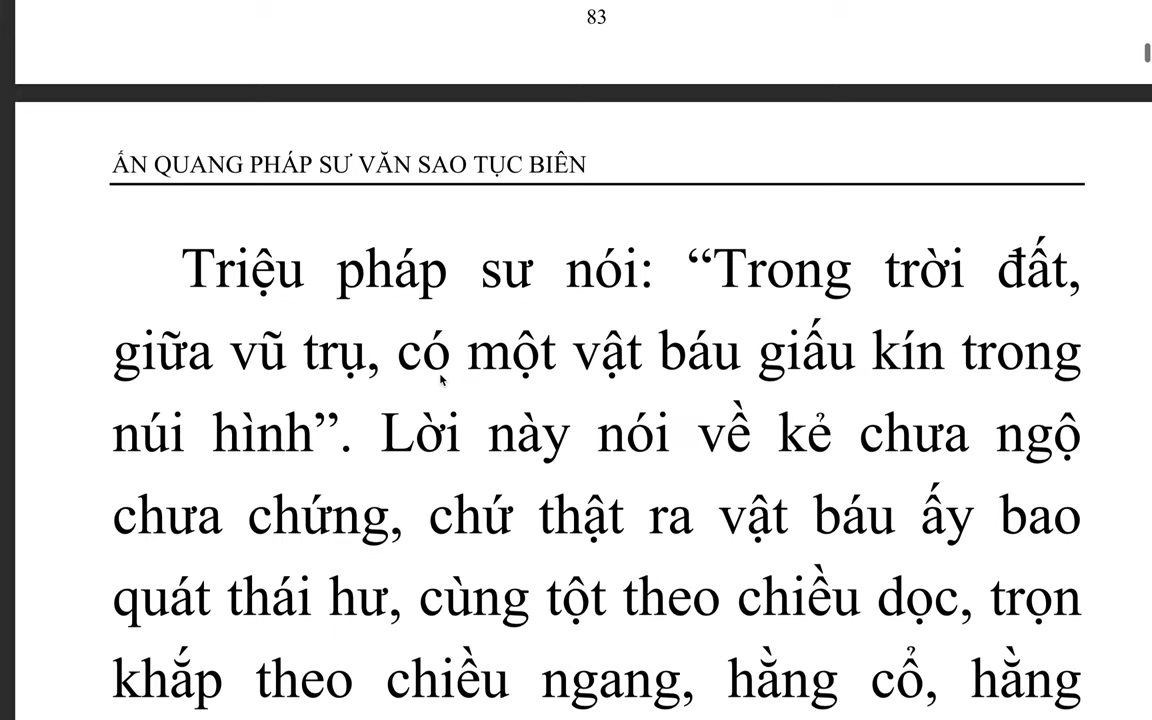 83
ẤN QUANG PHÁP SƯ VĂN SAO TỤC BIÊN
Triệu pháp sư nói: “Trong trời đất,
giữa vũ trụ, có một vật báu giấu kín trong
núi hình”. Lời này nói về kẻ chưa ngộ
chưa chứng, chứ thật ra vật báu ấy bao
quát thái hư, cùng tột theo chiều dọc, trọn
khắp theo chiều ngang, hằng cổ, hằng